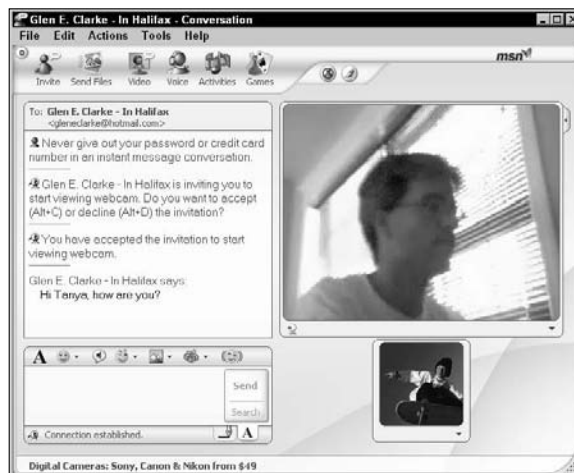 Glen E. Clarke - In Halifax - Conversation
File Edit Actions Tools Help
msn
Invite Send Files Video Voice Activities Games
To: Glen E. Clarke - In Halifax
<gleneclarke@hotmail.com>
Never give out your password or credit card
number in an instant message conversation.
Glen E. Clarke - In Halifax is inviting you to
start viewing webcam. Do you want to accept
(Alt+C) or decline (Alt+D) the invitation?
You have accepted the invitation to start
viewing webcam.
Glen E. Clarke - In Halifax says:
Hi Tanya, how are you?
A
Send
Search
Connection established.
A
Digital Cameras: Sony, Canon & Nikon from $49